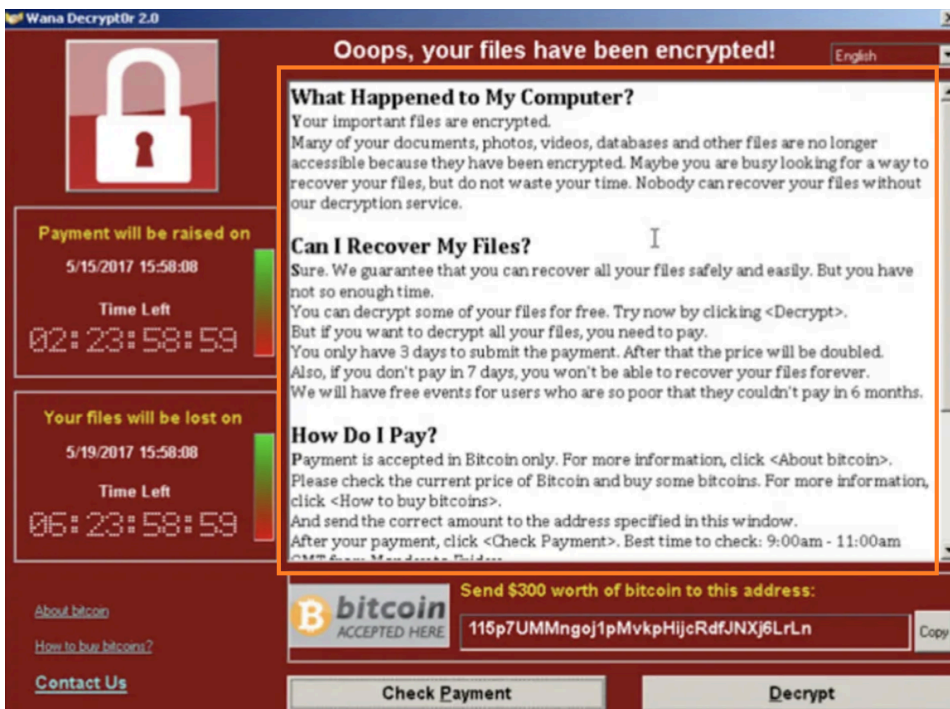 Wana Decrypt0r 2.0
Ooops, your files have been encrypted!
English
What Happened to My Computer?
Your important files are encrypted.
Many of your documents, photos, videos, databases and other files are no longer
accessible because they have been encrypted. Maybe you are busy looking for a way to
recover your files, but do not waste your time. Nobody can recover your files without
our decryption service.
Can I Recover My Files?
Sure. We guarantee that you can recover all your files safely and easily. But you have
not so enough time.
You can decrypt some of your files for free. Try now by clicking <Decrypt>.
But if you want to decrypt all your files, you need to pay.
You only have 3 days to submit the payment. After that the price will be doubled.
Also, if you don't pay in 7 days, you won't be able to recover your files forever.
We will have free events for users who are so poor that they couldn't pay in 6 months.
How Do I Pay?
Payment is accepted in Bitcoin only. For more information, click <About bitcoin>.
Please check the current price of Bitcoin and buy some bitcoins. For more information,
click <How to buy bitcoins>.
And send the correct amount to the address specified in this window.
After your payment, click <Check Payment>. Best time to check: 9:00am - 11:00am
GMT from Monday to Friday.
Payment will be raised on
5/15/2017 15:58:08
Time Left
02:23:58:59
Your files will be lost on
5/19/2017 15:58:08
Time Left
06:23:58:59
About bitcoin
How to buy bitcoins?
Contact Us
bitcoin
ACCEPTED HERE
Send $300 worth of bitcoin to this address:
115p7UMMngoj1pMvkpHijcRdfJNXj6LrLn
Copy
Check Payment
Decrypt